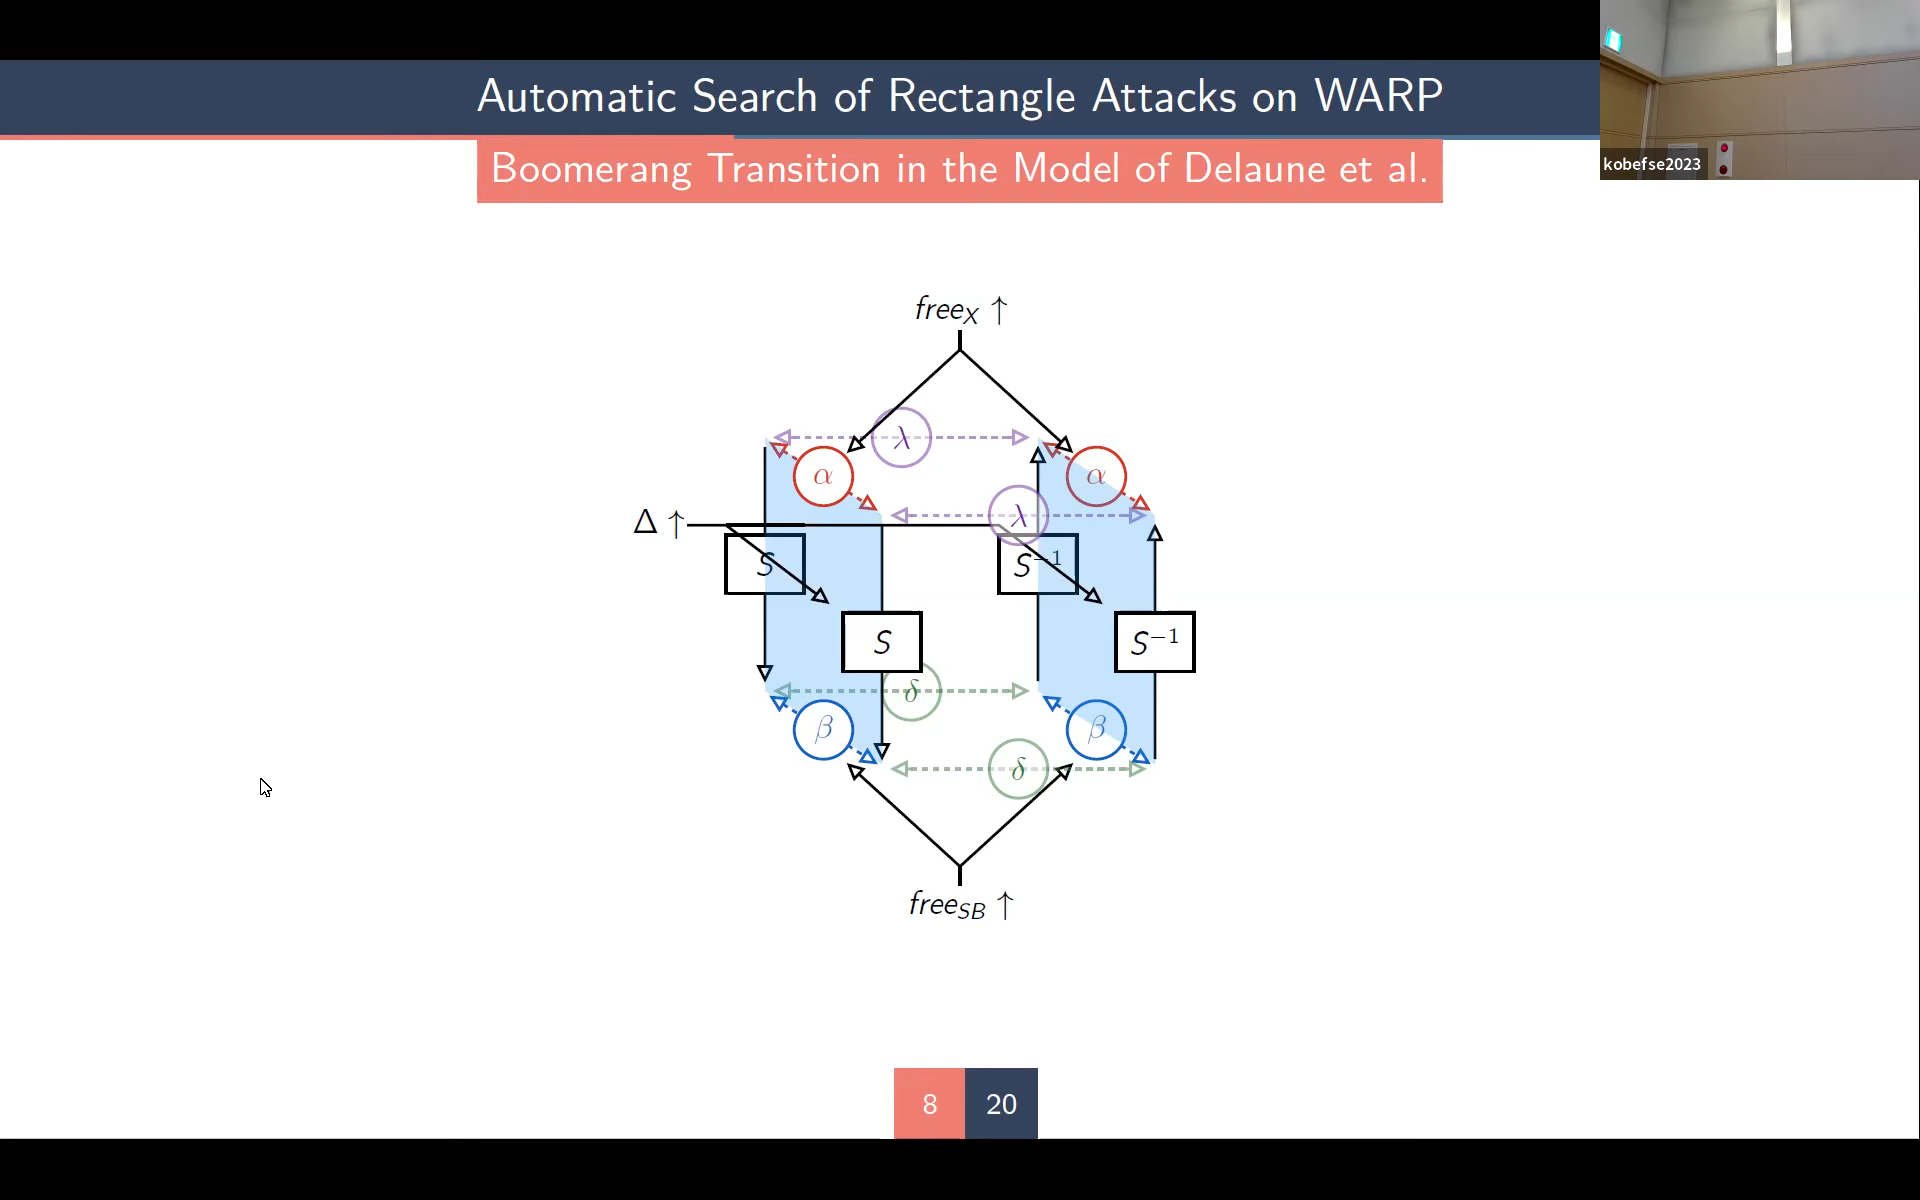 Automatic Search of Rectangle Attacks on WARP
Boomerang Transition in the Model of Delaune et al.
kobefse2023
free_X ↑
λ
α
α
λ
Δ ↑
S
S⁻¹
S
S⁻¹
δ
β
β
δ
free_SB ↑
8 20